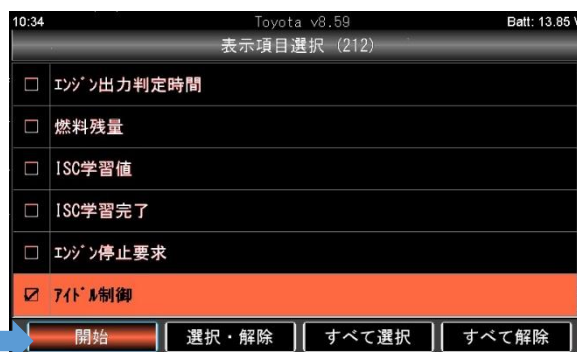 10:34 Toyota v8.59 Batt: 13.85 V
表示項目選択 (212)
エンジン出力判定時間
燃料残量
ISC学習値
ISC学習完了
エンジン停止要求
アイドル制御
開始 選択・解除 すべて選択 すべて解除